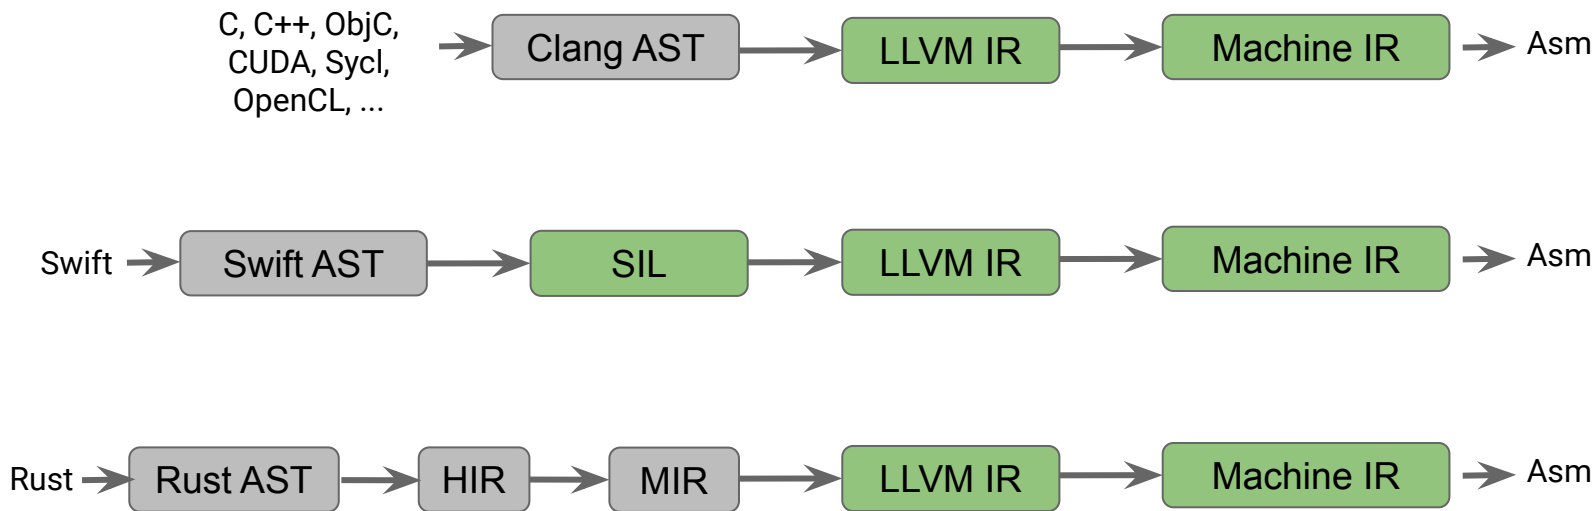 C, C++, ObjC,
CUDA, Sycl,
OpenCL, ...
Clang AST
LLVM IR
Machine IR
Asm
Swift
Swift AST
SIL
LLVM IR
Machine IR
Asm
Rust
Rust AST
HIR
MIR
LLVM IR
Machine IR
Asm